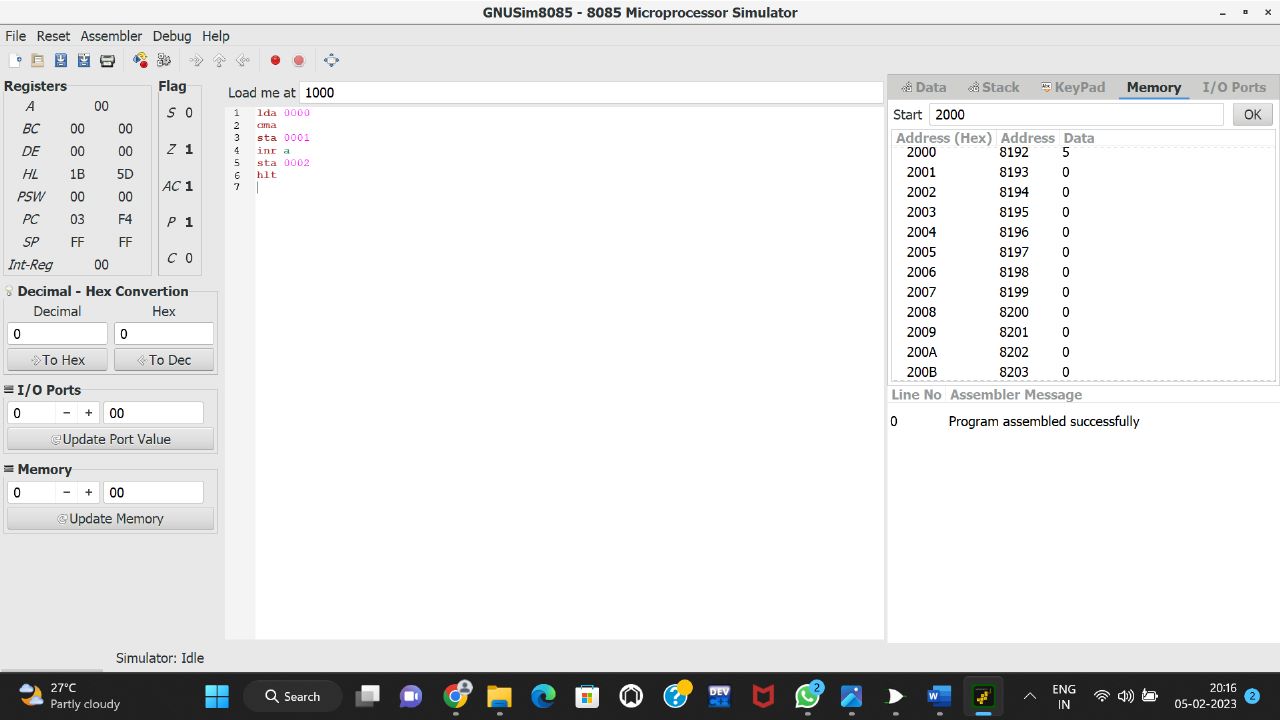 GNUSim8085 - 8085 Microprocessor Simulator
File Reset Assembler Debug Help
Registers
A 00
BC 00 00
DE 00 00
HL 1B 5D
PSW 00 00
PC 03 F4
SP FF FF
Int-Reg 00
Flag
S 0
Z 1
AC 1
P 1
C 0
Decimal - Hex Convertion
Decimal Hex
0 0
To Hex To Dec
I/O Ports
0 − + 00
Update Port Value
Memory
0 − + 00
Update Memory
Load me at 1000
1 lda 0000
2 cma
3 sta 0001
4 inr a
5 sta 0002
6 hlt
7
Data Stack KeyPad Memory I/O Ports
Start 2000 OK
Address (Hex) Address Data
2000 8192 5
2001 8193 0
2002 8194 0
2003 8195 0
2004 8196 0
2005 8197 0
2006 8198 0
2007 8199 0
2008 8200 0
2009 8201 0
200A 8202 0
200B 8203 0
Line No Assembler Message
0 Program assembled successfully
Simulator: Idle
27°C
Partly cloudy
Search
DEV
2
ENG
IN
20:16
05-02-2023
2